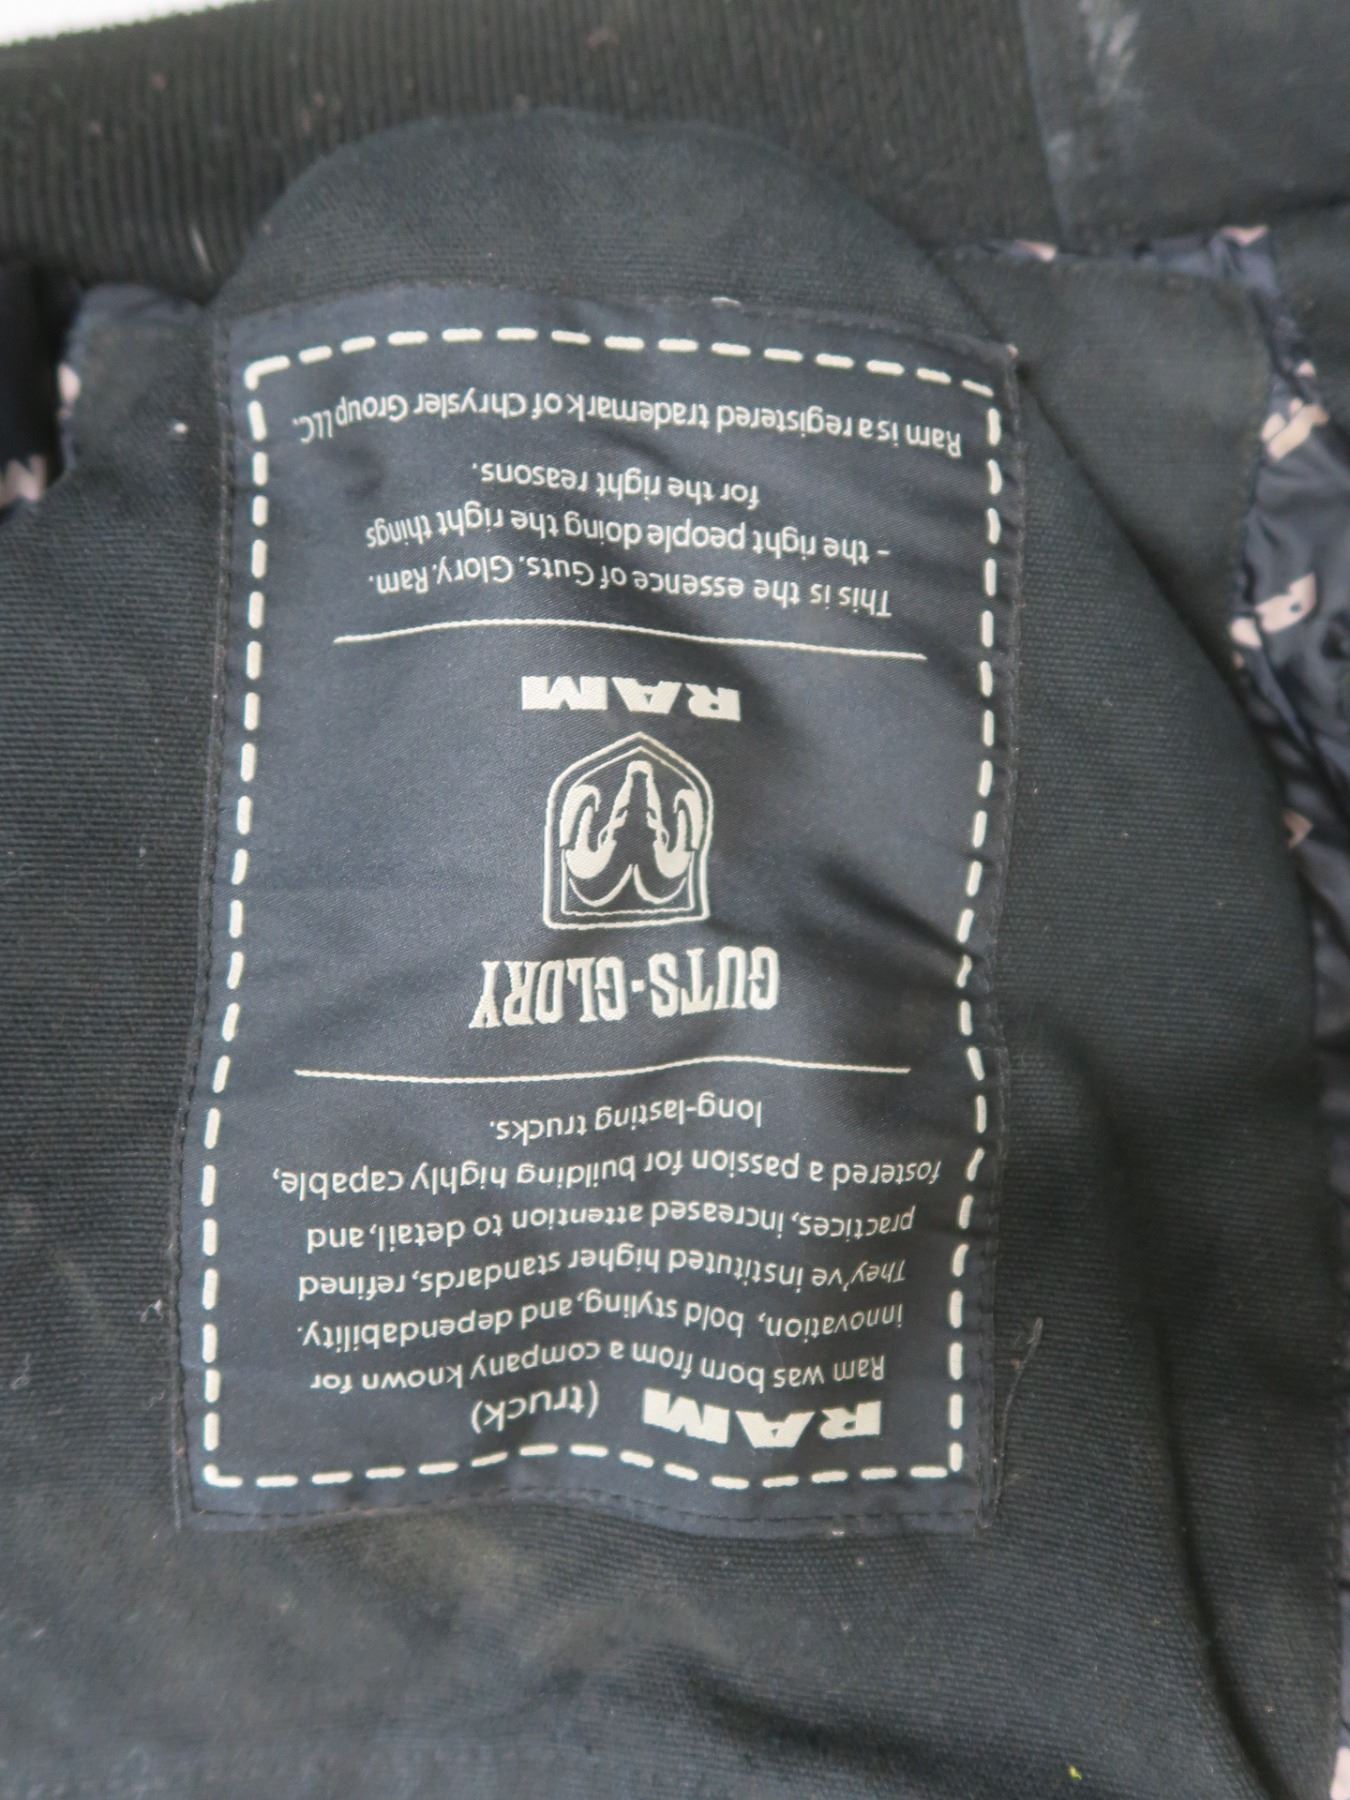 RAM (truck)
Ram was born from a company known for
innovation, bold styling, and dependability.
They've instituted higher standards, refined
practices, increased attention to detail, and
fostered a passion for building highly capable,
long-lasting trucks.
GUTS·GLORY
RAM
This is the essence of Guts. Glory. Ram.
- the right people doing the right things
for the right reasons.
Ram is a registered trademark of Chrysler Group LLC.